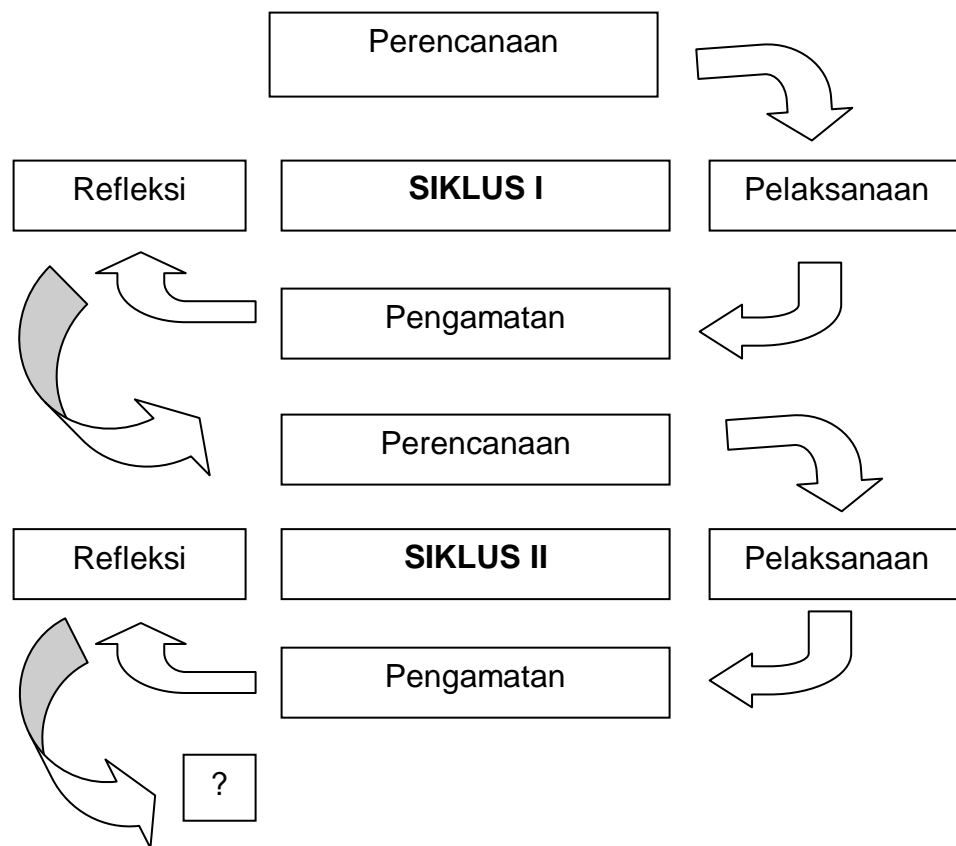 Perencanaan
Refleksi
SIKLUS I
Pelaksanaan
Pengamatan
Perencanaan
Refleksi
SIKLUS II
Pelaksanaan
Pengamatan
?